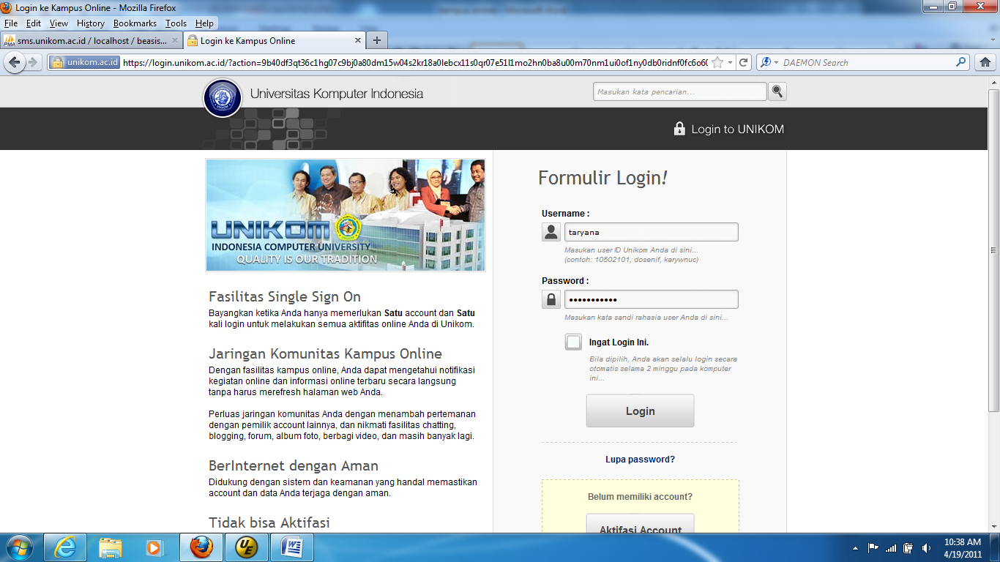 Login ke Kampus Online - Mozilla Firefox
File Edit View History Bookmarks Tools Help
sms.unikom.ac.id / localhost / beasis...
Login ke Kampus Online
unikom.ac.id
DAEMON Search
Universitas Komputer Indonesia
Masukan kata pencarian...
Login to UNIKOM
UNIKOM
INDONESIA COMPUTER UNIVERSITY
QUALITY IS OUR TRADITION
Fasilitas Single Sign On
Bayangkan ketika Anda hanya memerlukan Satu account dan Satu
kali login untuk melakukan semua aktifitas online Anda di Unikom.
Jaringan Komunitas Kampus Online
Dengan fasilitas kampus online, Anda dapat mengetahui notifikasi
kegiatan online dan informasi online terbaru secara langsung
tanpa harus merefresh halaman web Anda.
Perluas jaringan komunitas Anda dengan menambah pertemanan
dengan pemilik account lainnya, dan nikmati fasilitas chatting,
blogging, forum, album foto, berbagi video, dan masih banyak lagi.
BerInternet dengan Aman
Didukung dengan sistem dan keamanan yang handal memastikan
account dan data Anda terjaga dengan aman.
Tidak bisa Aktifasi
Formulir Login!
Username :
taryana
Masukan user ID Unikom Anda di sini...
(contoh: 10502101, dosenif, karywnuc)
Password :
•••••••••••
Masukan kata sandi rahasia user Anda di sini...
Ingat Login Ini.
Bila dipilih, Anda akan selalu login secara
otomatis selama 2 minggu pada komputer
ini...
Login
Lupa password?
Belum memiliki account?
Aktifasi Account
10:38 AM
4/19/2011